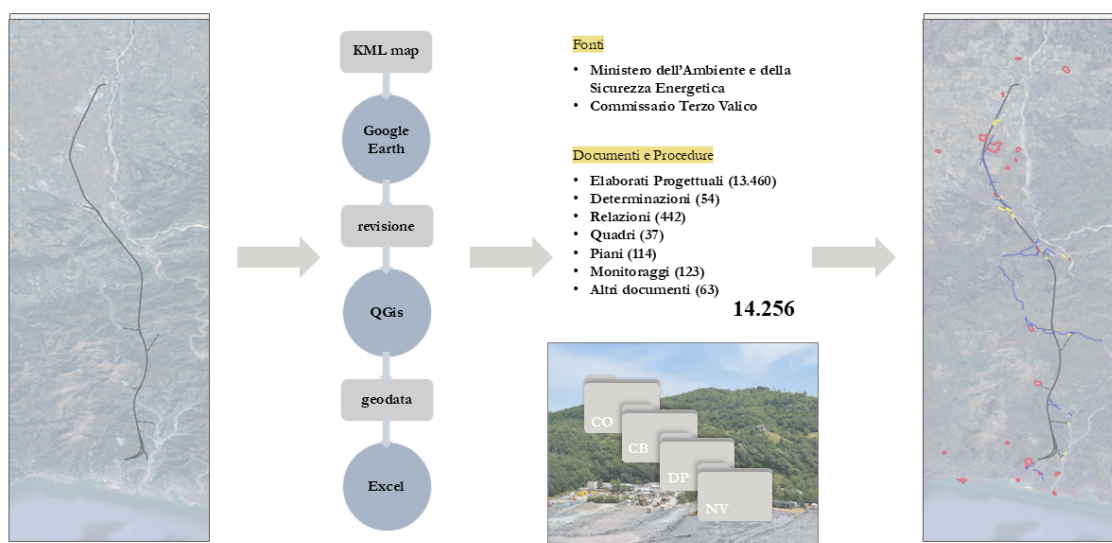 KML map
Google
Earth
revisione
QGis
geodata
Excel
Fonti
• Ministero dell'Ambiente e della
Sicurezza Energetica
• Commissario Terzo Valico
Documenti e Procedure
• Elaborati Progettuali (13.460)
• Determinazioni (54)
• Relazioni (442)
• Quadri (37)
• Piani (114)
• Monitoraggi (123)
• Altri documenti (63)
14.256
CO
CB
DP
NV